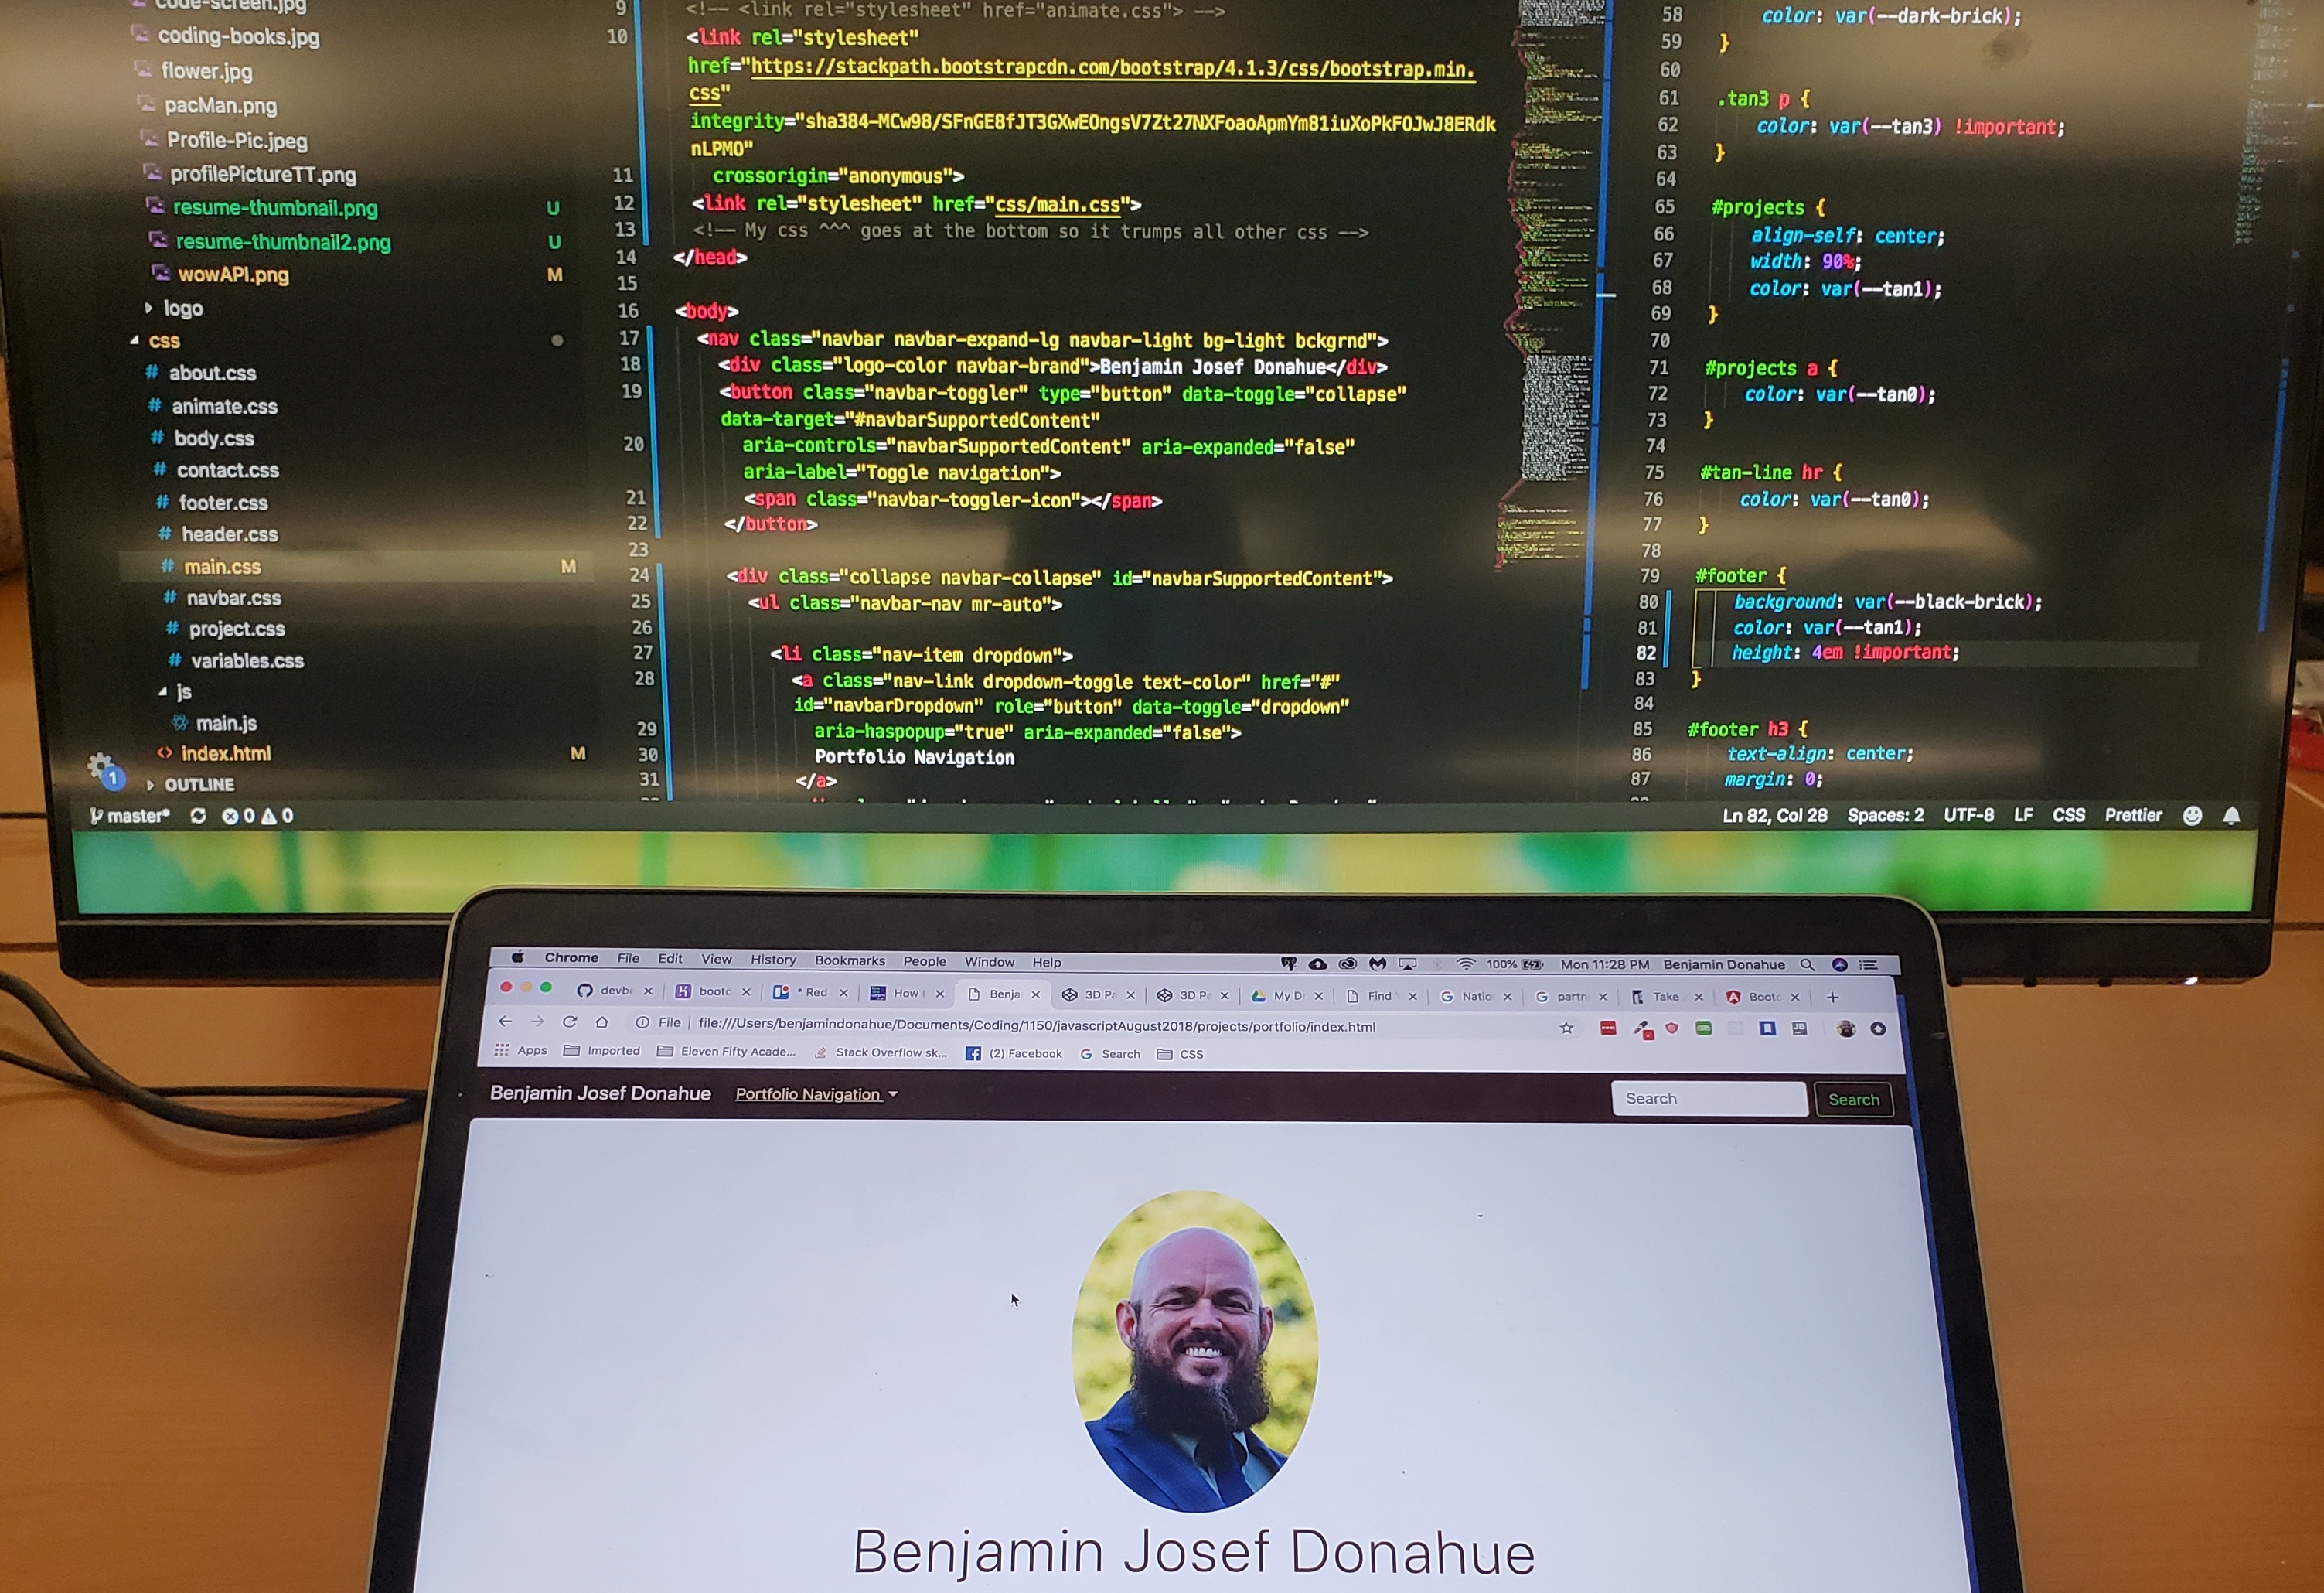 code-screen.jpg
coding-books.jpg
flower.jpg
pacMan.png
Profile-Pic.jpeg
profilePictureTT.png
resume-thumbnail.png U
resume-thumbnail2.png U
wowAPI.png M
logo
css
# about.css
# animate.css
# body.css
# contact.css
# footer.css
# header.css
# main.css M
# navbar.css
# project.css
# variables.css
js
main.js
<> index.html M
OUTLINE
1
9 <!-- <link rel="stylesheet" href="animate.css"> -->
10 <link rel="stylesheet"
href="https://stackpath.bootstrapcdn.com/bootstrap/4.1.3/css/bootstrap.min.
css"
integrity="sha384-MCw98/SFnGE8fJT3GXwEOngsV7Zt27NXFoaoApmYm81iuXoPkFOJwJ8ERdk
nLPMO"
11 crossorigin="anonymous">
12 <link rel="stylesheet" href="css/main.css">
13 <!-- My css ^^^ goes at the bottom so it trumps all other css -->
14 </head>
15
16 <body>
17 <nav class="navbar navbar-expand-lg navbar-light bg-light bckgrnd">
18 <div class="logo-color navbar-brand">Benjamin Josef Donahue</div>
19 <button class="navbar-toggler" type="button" data-toggle="collapse"
data-target="#navbarSupportedContent"
20 aria-controls="navbarSupportedContent" aria-expanded="false"
aria-label="Toggle navigation">
21 <span class="navbar-toggler-icon"></span>
22 </button>
23
24 <div class="collapse navbar-collapse" id="navbarSupportedContent">
25 <ul class="navbar-nav mr-auto">
26
27 <li class="nav-item dropdown">
28 <a class="nav-link dropdown-toggle text-color" href="#"
id="navbarDropdown" role="button" data-toggle="dropdown"
29 aria-haspopup="true" aria-expanded="false">
30 Portfolio Navigation
31 </a>
58 color: var(--dark-brick);
59 }
60
61 .tan3 p {
62 color: var(--tan3) !important;
63 }
64
65 #projects {
66 align-self: center;
67 width: 90%;
68 color: var(--tan1);
69 }
70
71 #projects a {
72 color: var(--tan0);
73 }
74
75 #tan-line hr {
76 color: var(--tan0);
77 }
78
79 #footer {
80 background: var(--black-brick);
81 color: var(--tan1);
82 height: 4em !important;
83 }
84
85 #footer h3 {
86 text-align: center;
87 margin: 0;
master* 0 0 Ln 82, Col 28 Spaces: 2 UTF-8 LF CSS Prettier
Chrome File Edit View History Bookmarks People Window Help 100% Mon 11:28 PM Benjamin Donahue
devb bootc * Red How Benja 3D Pa 3D Pa My D Find Natio partn Take Bootc
File | file:///Users/benjamindonahue/Documents/Coding/1150/javascriptAugust2018/projects/portfolio/index.html
Apps Imported Eleven Fifty Acade... Stack Overflow sk... (2) Facebook Search CSS
Benjamin Josef Donahue Portfolio Navigation Search Search
Benjamin Josef Donahue